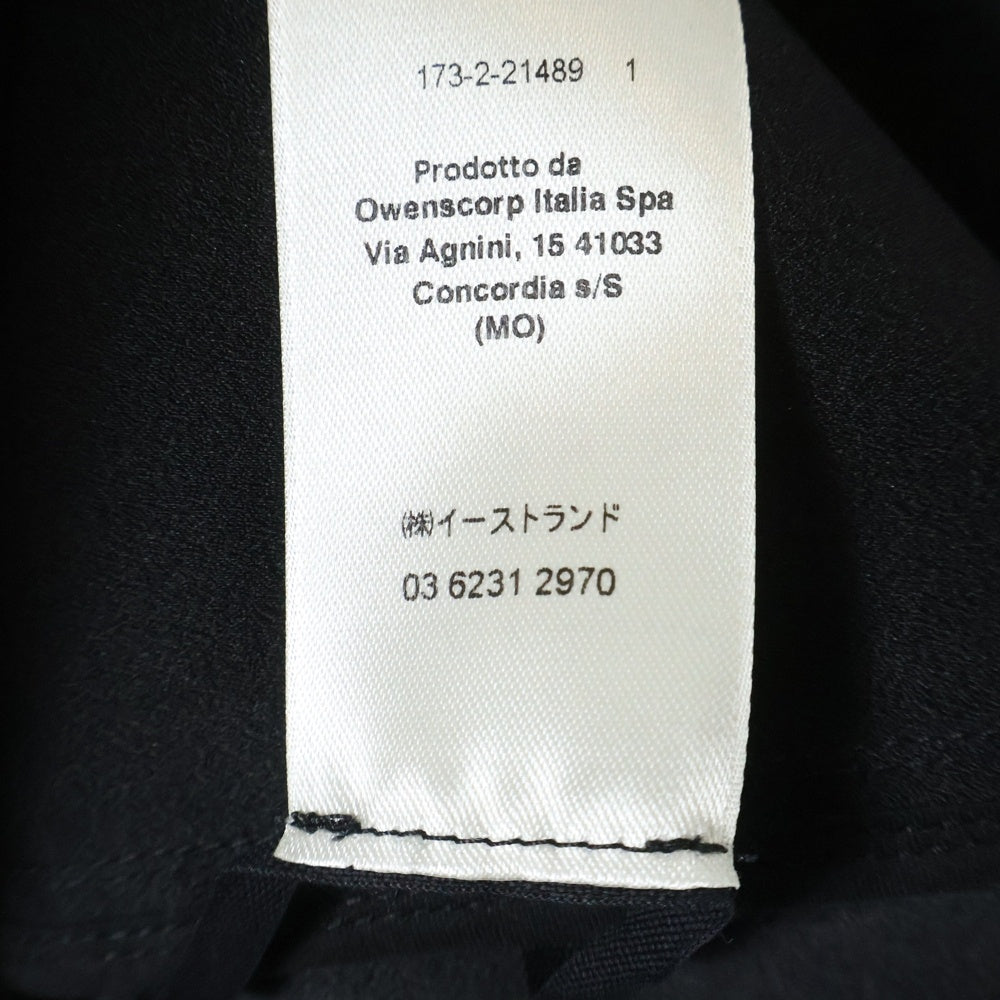 173-2-21489 1
Prodotto da
Owenscorp Italia Spa
Via Agnini, 15 41033
Concordia s/S
(MO)
㈱イーストランド
03 6231 2970